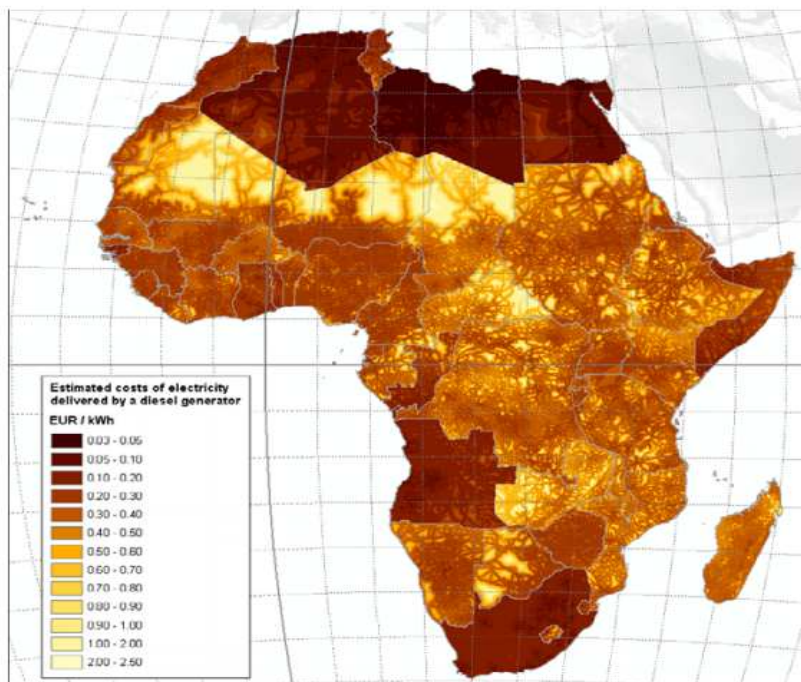 Estimated costs of electricity
delivered by a diesel generator
EUR / kWh
0.03 - 0.05
0.05 - 0.10
0.10 - 0.20
0.20 - 0.30
0.30 - 0.40
0.40 - 0.50
0.50 - 0.60
0.60 - 0.70
0.70 - 0.80
0.80 - 0.90
0.90 - 1.00
1.00 - 2.00
2.00 - 2.50